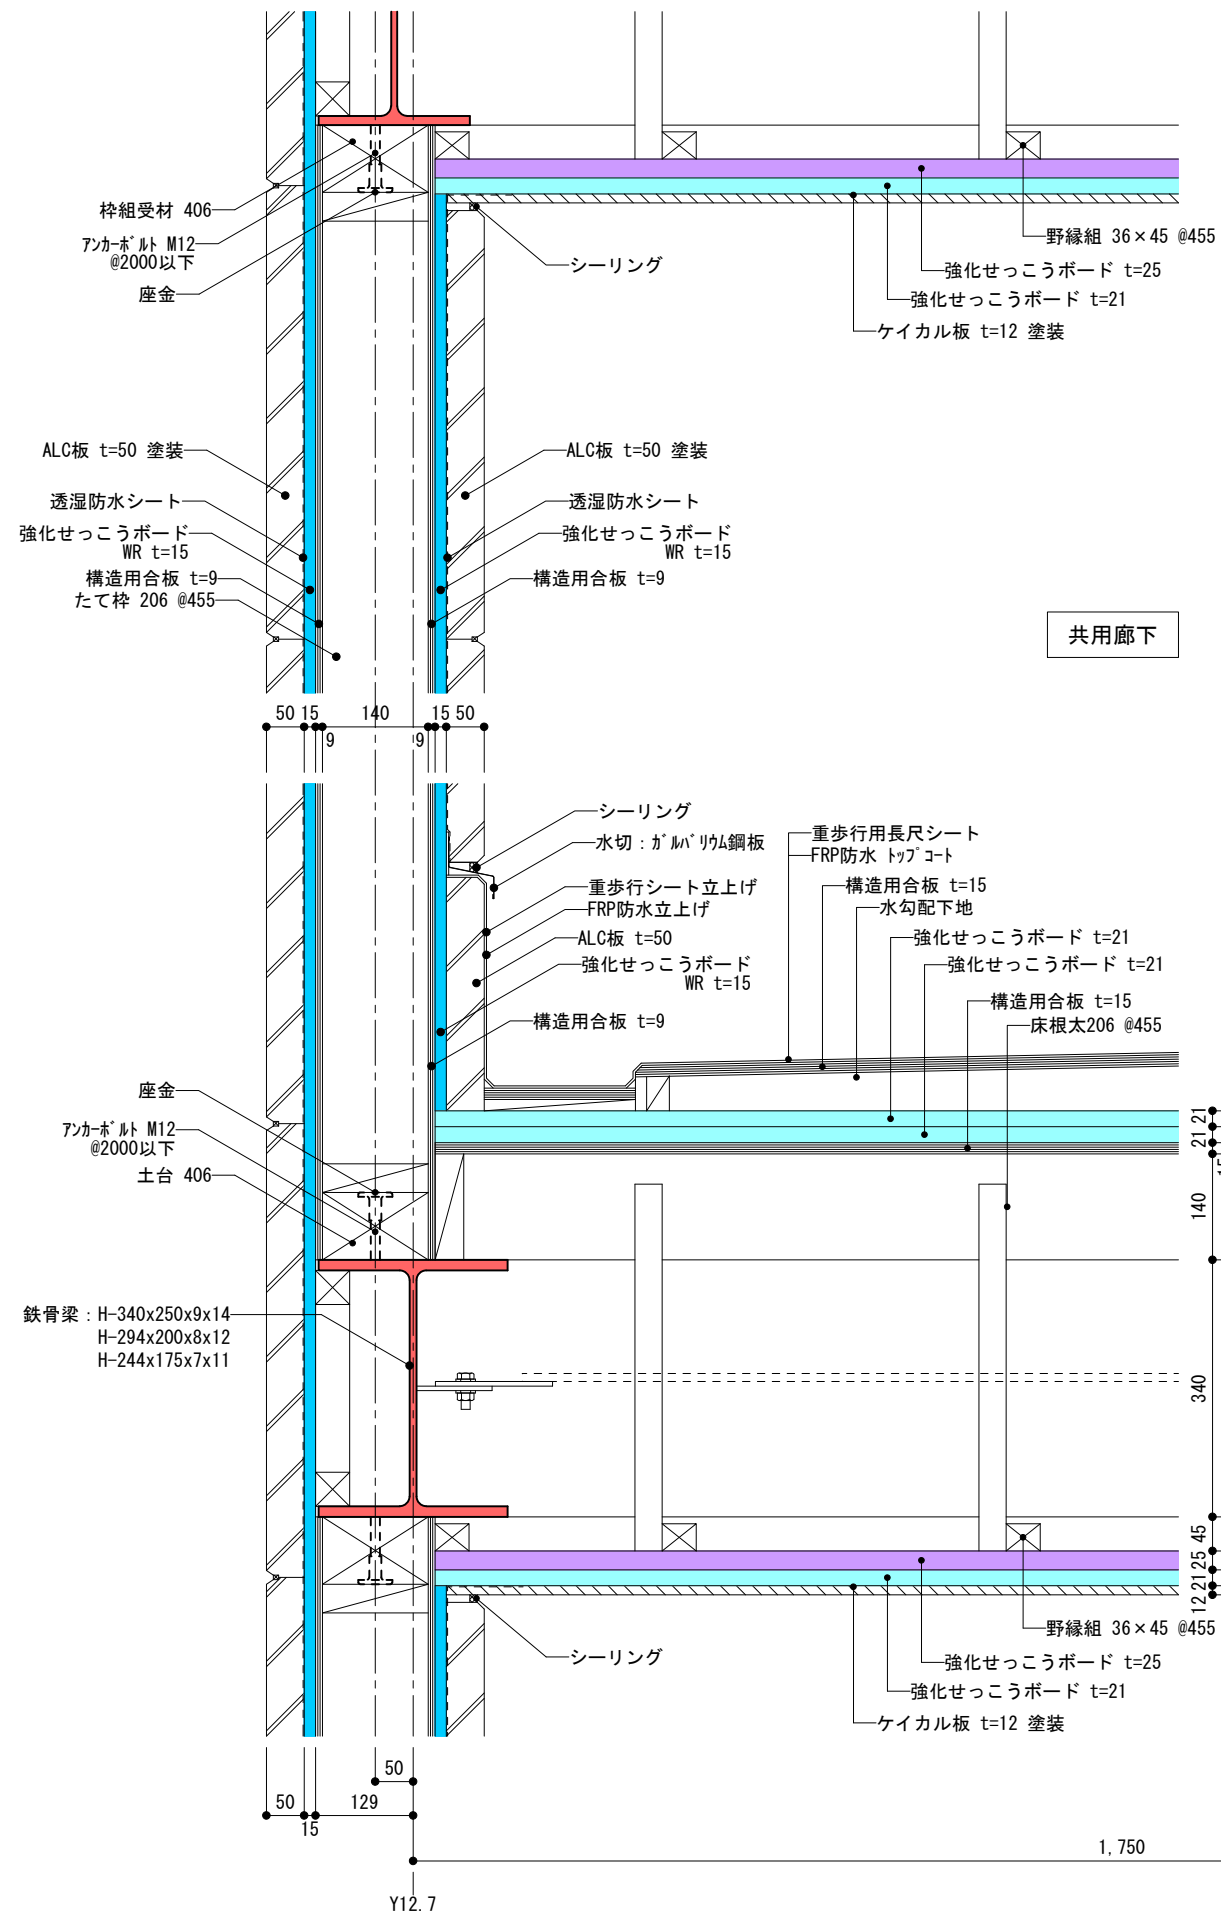 枠組受材 406
アンカーボルト M12
@2000以下
座金
シーリング
野縁組 36×45 @455
強化せっこうボード t=25
強化せっこうボード t=21
ケイカル板 t=12 塗装
ALC板 t=50 塗装
透湿防水シート
強化せっこうボード
WR t=15
構造用合板 t=9
たて枠 206 @455
ALC板 t=50 塗装
透湿防水シート
強化せっこうボード
WR t=15
構造用合板 t=9
共用廊下
50 15 140 15 50
9 9
シーリング
水切：ガルバリウム鋼板
重歩行シート立上げ
FRP防水立上げ
ALC板 t=50
強化せっこうボード
WR t=15
構造用合板 t=9
重歩行用長尺シート
FRP防水 トップコート
構造用合板 t=15
水勾配下地
強化せっこうボード t=21
強化せっこうボード t=21
構造用合板 t=15
床根太206 @455
座金
アンカーボルト M12
@2000以下
土台 406
21
21
15
140
鉄骨梁：H-340x250x9x14
H-294x200x8x12
H-244x175x7x11
340
45
25
21
12
野縁組 36×45 @455
強化せっこうボード t=25
強化せっこうボード t=21
ケイカル板 t=12 塗装
シーリング
50
50 129
15
1,750
Y12.7